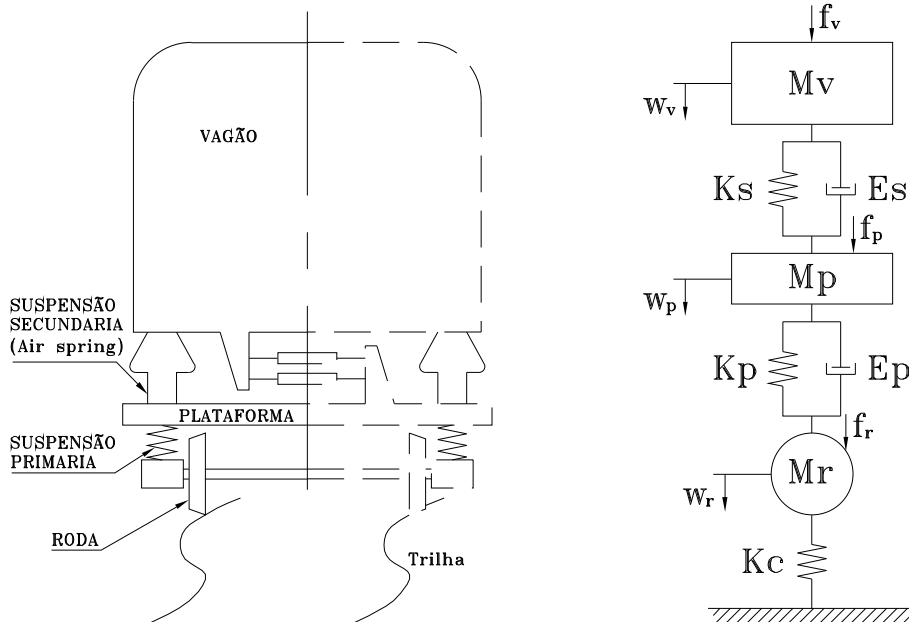 VAGÃO
SUSPENSÃO
SECUNDARIA
(Air spring)
PLATAFORMA
SUSPENSÃO
PRIMARIA
RODA
Trilha
fv
Mv
wv
Ks
Es
fp
Mp
wp
Kp
Ep
fr
Mr
wr
Kc